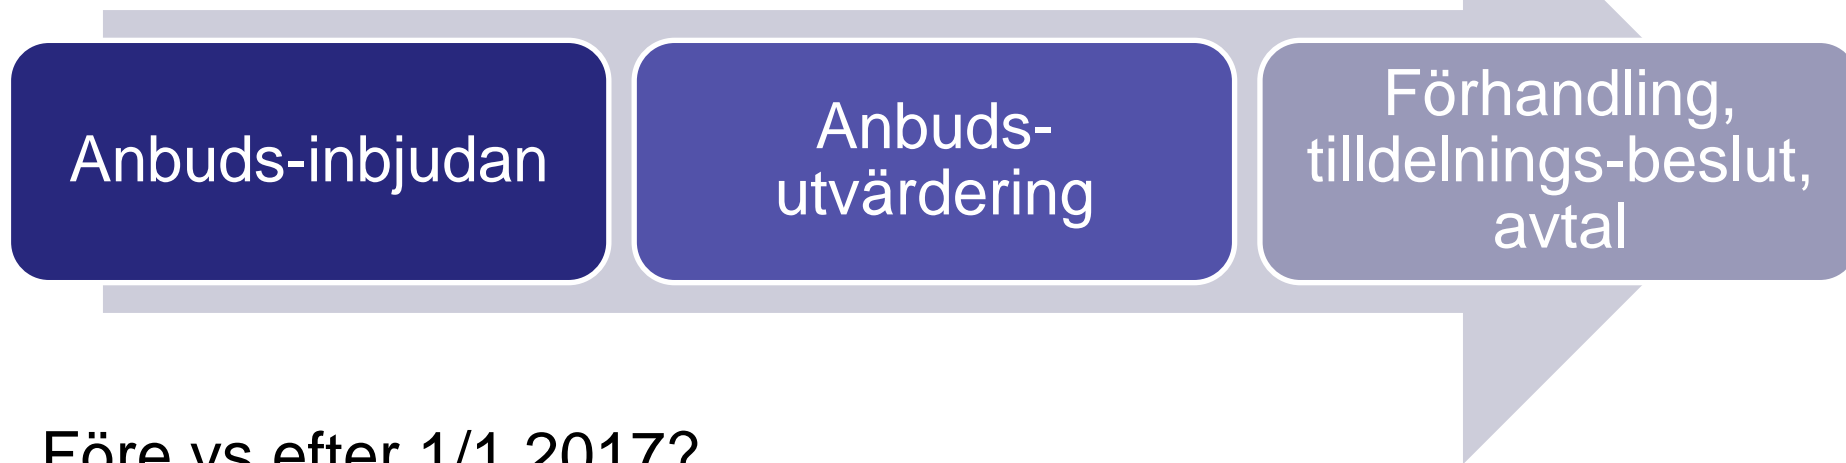 Anbuds-inbjudan
Anbuds-
utvärdering
Förhandling,
tilldelnings-beslut,
avtal
Före vs efter 1/1 2017?